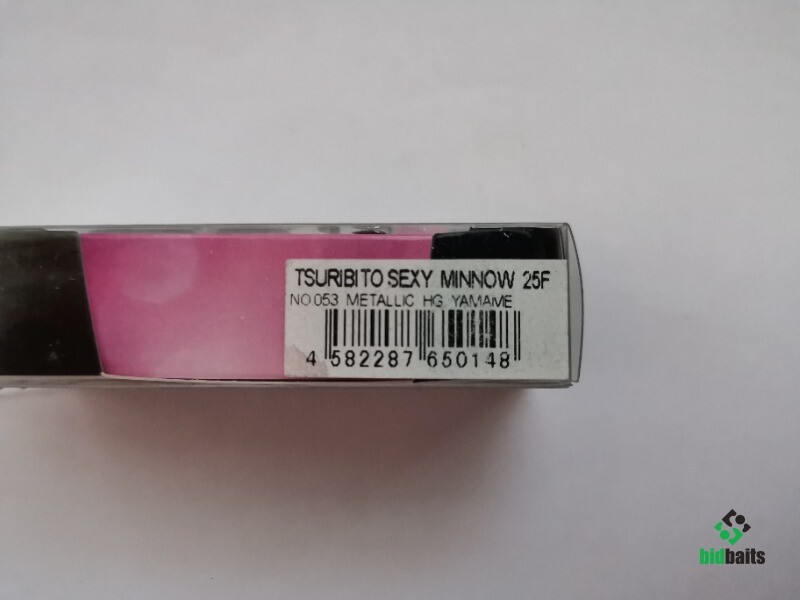 TSURIBITO SEXY MINNOW 25F
NO.053 METALLIC HG YAMAME
4 582287 650148
bidbaits